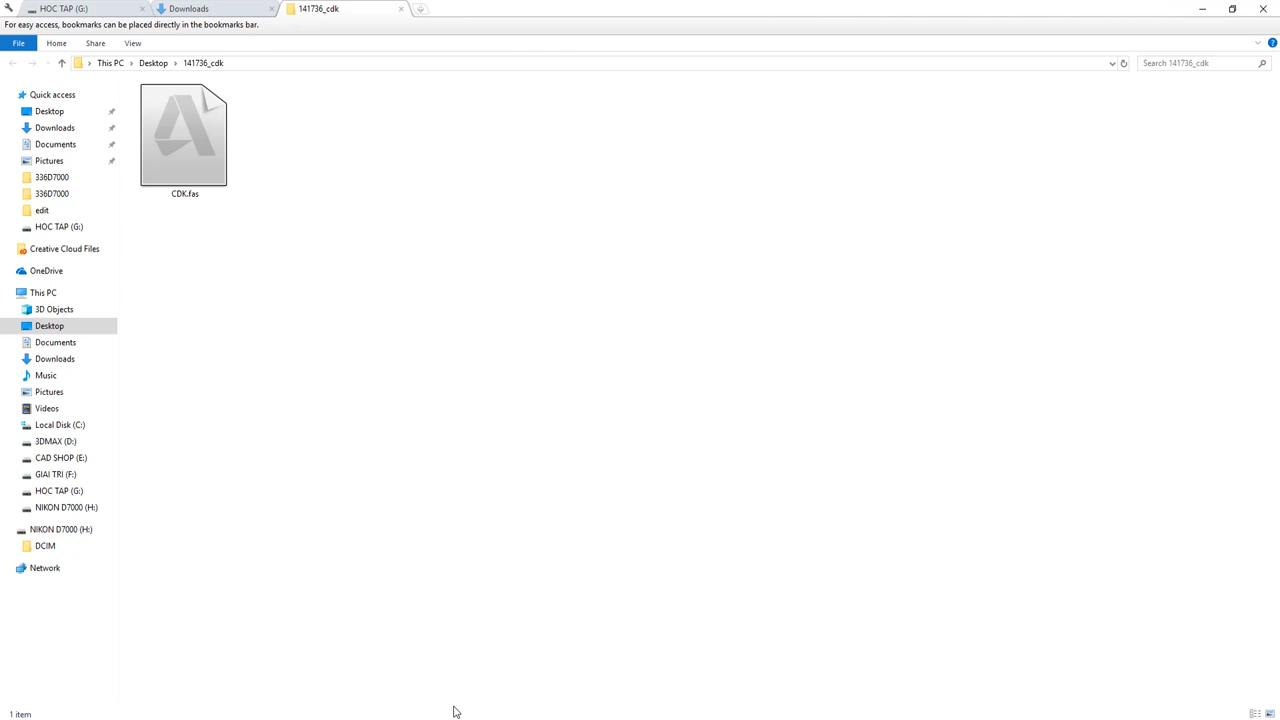 HOC TAP (G:)
Downloads
141736_cdk
For easy access, bookmarks can be placed directly in the bookmarks bar.
File
Home
Share
View
This PC
Desktop
141736_cdk
Search 141736_cdk
Quick access
Desktop
Downloads
Documents
Pictures
336D7000
336D7000
edit
HOC TAP (G:)
Creative Cloud Files
OneDrive
This PC
3D Objects
Desktop
Documents
Downloads
Music
Pictures
Videos
Local Disk (C:)
3DMAX (D:)
CAD SHOP (E:)
GIAI TRI (F:)
HOC TAP (G:)
NIKON D7000 (H:)
NIKON D7000 (H:)
DCIM
Network
CDK.fas
1 item